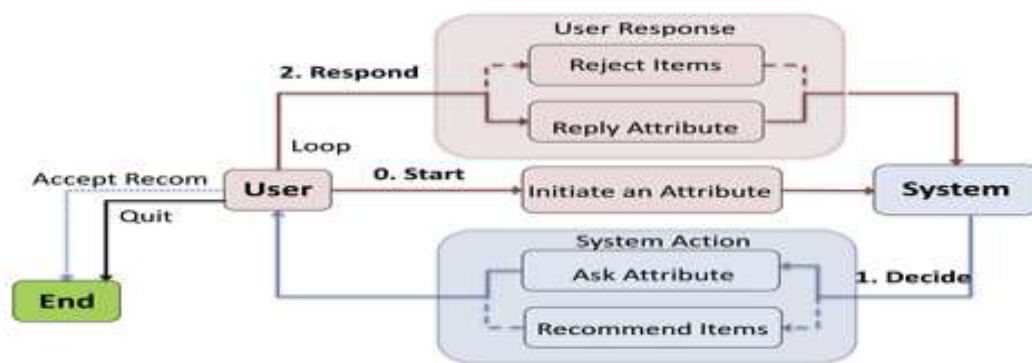 User Response
Reject Items
2. Respond
Reply Attribute
Loop
Accept Recom
User
0. Start
Initiate an Attribute
System
Quit
System Action
Ask Attribute
1. Decide
End
Recommend Items